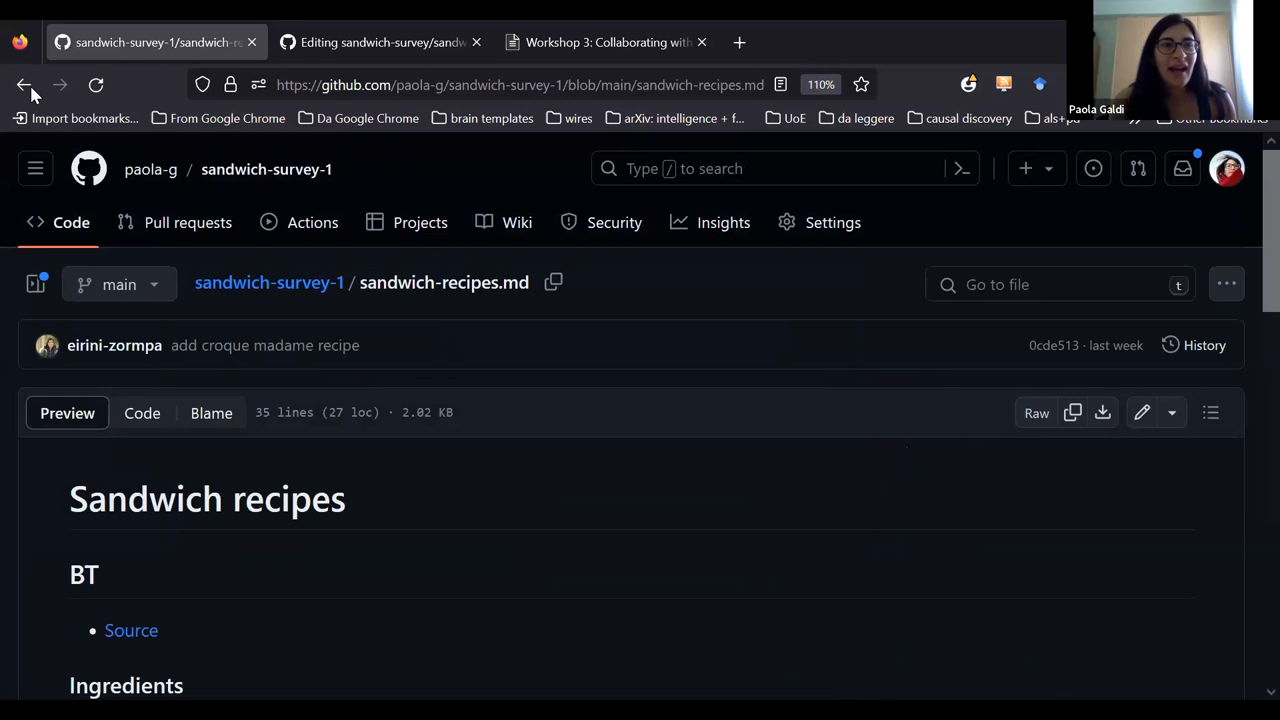 sandwich-survey-1/sandwich-re
Editing sandwich-survey/sandw
Workshop 3: Collaborating with
https://github.com/paola-g/sandwich-survey-1/blob/main/sandwich-recipes.md
110%
Paola Galdi
Import bookmarks...
From Google Chrome
Da Google Chrome
brain templates
wires
arXiv: intelligence + f...
UoE
da leggere
causal discovery
als+pd
Other Bookmarks
paola-g / sandwich-survey-1
Type / to search
Code
Pull requests
Actions
Projects
Wiki
Security
Insights
Settings
main
sandwich-survey-1 / sandwich-recipes.md
Go to file
t
eirini-zormpa add croque madame recipe
0cde513 · last week
History
Preview
Code
Blame
35 lines (27 loc) · 2.02 KB
Raw
Sandwich recipes
BT
• Source
Ingredients